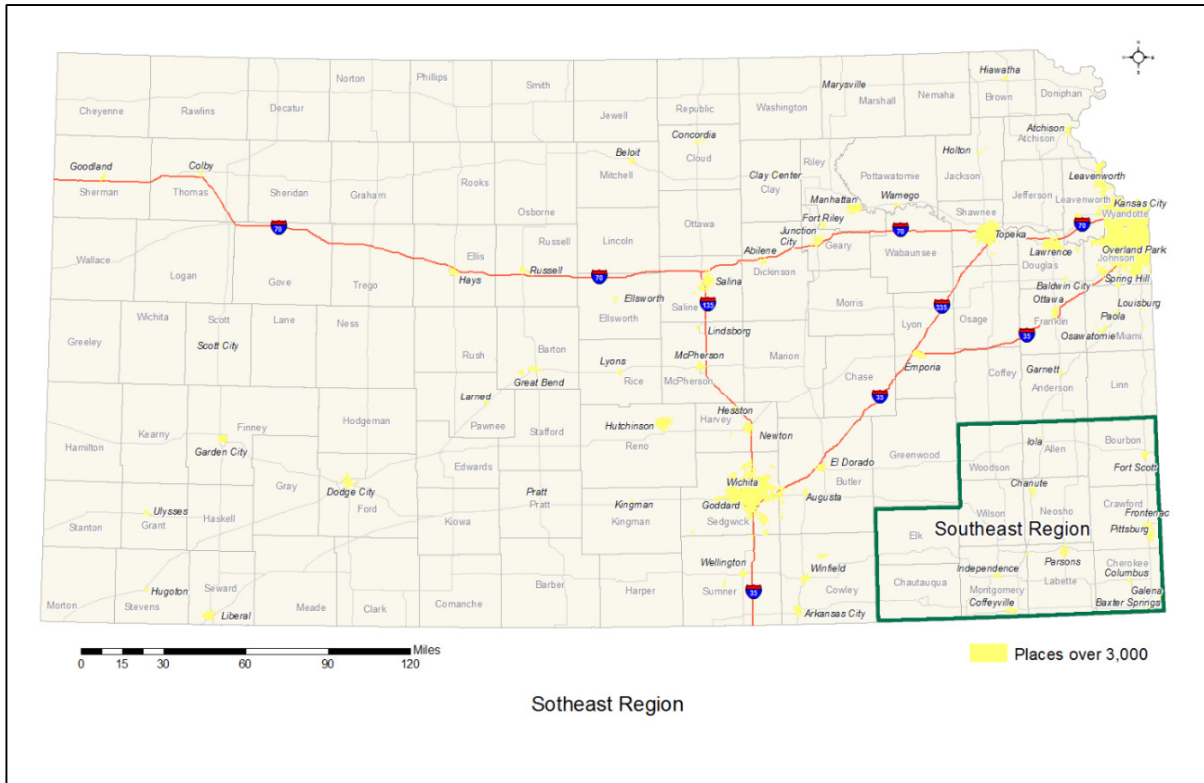 N
S
Hiawatha
Marysville
Norton
Phillips
Smith
Nemaha
Brown
Doniphan
Cheyenne
Rawlins
Decatur
Jewell
Republic
Washington
Marshall
Concordia
Atchison
Atchison
Goodland
Colby
Beloit
Cloud
Riley
Holton
Sherman
Thomas
Sheridan
Graham
Rooks
Mitchell
Clay Center
Clay
Pottawatomie
Jackson
Jefferson
Leavenworth
Leavenworth
Osborne
Manhattan
Wamego
Kansas City
Wyandotte
Fort Riley
Shawnee
70
Ottawa
Junction
City
70
Topeka
70
Wallace
Logan
Gove
Trego
Ellis
Hays
Russell
Russell
Lincoln
70
Abilene
Dickinson
Geary
Wabaunsee
Lawrence
Douglas
Overland Park
Johnson
Salina
Saline
Baldwin City
Spring Hill
Ellsworth
Ellsworth
135
Morris
335
Ottawa
Louisburg
Wichita
Scott
Lane
Ness
Greeley
Scott City
Lindsborg
Lyon
Osage
35
Franklin
Paola
Osawatomie
Miami
Rush
Barton
Lyons
Rice
McPherson
McPherson
Marion
Chase
Emporia
Coffey
Garnett
Anderson
Linn
Great Bend
Larned
Pawnee
35
Hodgeman
Stafford
Hesston
Harvey
Newton
Hutchinson
Reno
Hamilton
Kearny
Finney
Garden City
Greenwood
Iola
Allen
Bourbon
Edwards
El Dorado
Butler
Woodson
Fort Scott
Gray
Dodge City
Ford
Pratt
Pratt
Wichita
Goddard
Sedgwick
Augusta
Chanute
Stanton
Ulysses
Grant
Haskell
Kiowa
Kingman
Kingman
Wilson
Neosho
Crawford
Frontenac
Pittsburg
Southeast Region
Elk
Wellington
Sumner
Winfield
Cowley
Independence
Parsons
Labette
Cherokee
Columbus
Morton
Hugoton
Stevens
Seward
Liberal
Meade
Clark
Comanche
Barber
Harper
35
Arkansas City
Chautauqua
Montgomery
Coffeyville
Galena
Baxter Springs
Miles
0 15 30 60 90 120
Places over 3,000
Sotheast Region